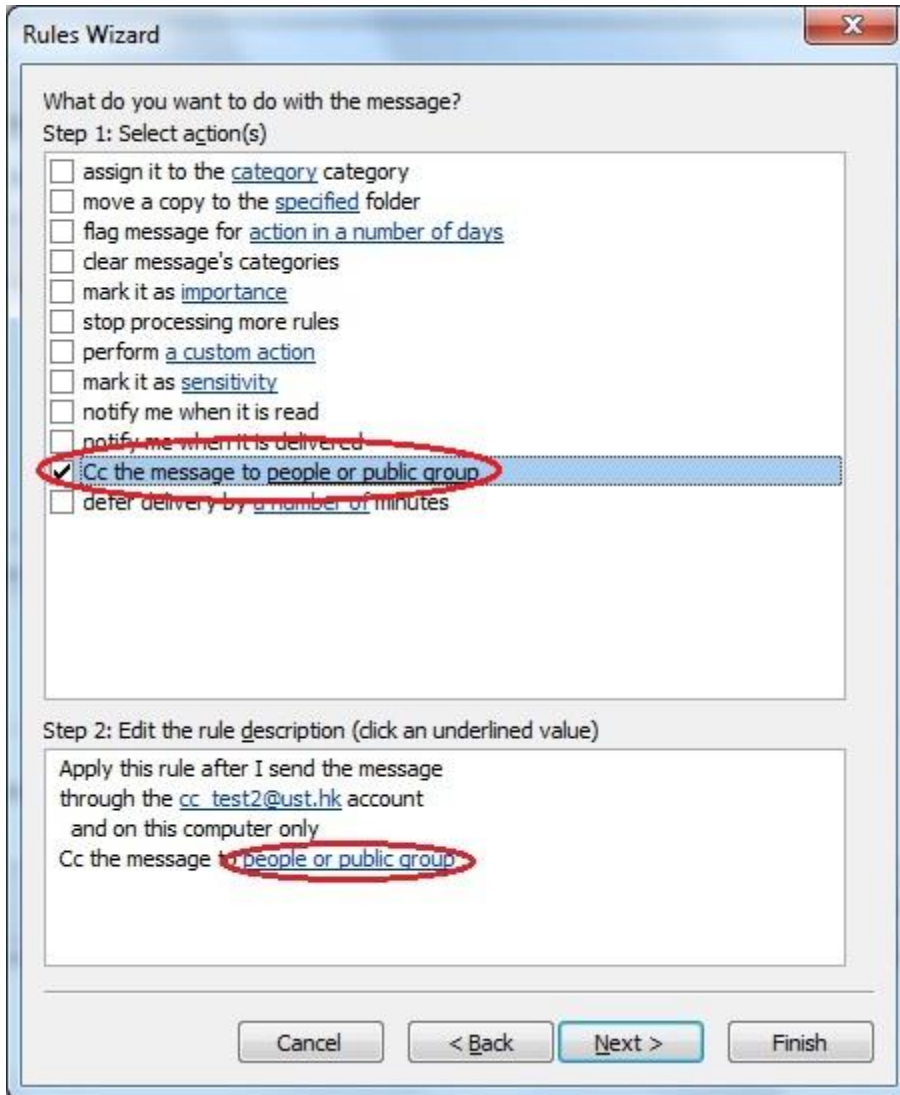 Rules Wizard
What do you want to do with the message?
Step 1: Select action(s)
assign it to the category category
move a copy to the specified folder
flag message for action in a number of days
clear message's categories
mark it as importance
stop processing more rules
perform a custom action
mark it as sensitivity
notify me when it is read
notify me when it is delivered
Cc the message to people or public group
defer delivery by a number of minutes
Step 2: Edit the rule description (click an underlined value)
Apply this rule after I send the message
through the cc_test2@ust.hk account
and on this computer only
Cc the message to people or public group
Cancel
< Back
Next >
Finish